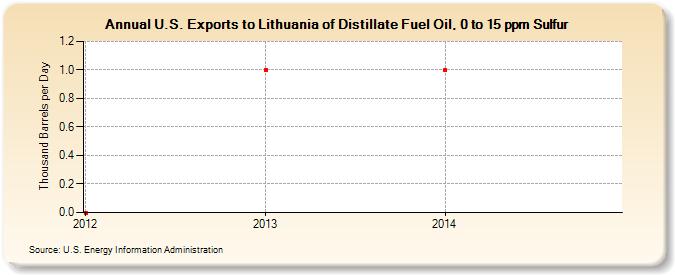 Annual U.S. Exports to Lithuania of Distillate Fuel Oil, 0 to 15 ppm Sulfur
Thousand Barrels per Day
1.2
1.0
0.8
0.6
0.4
0.2
0.0
2012 2013 2014
Source: U.S. Energy Information Administration